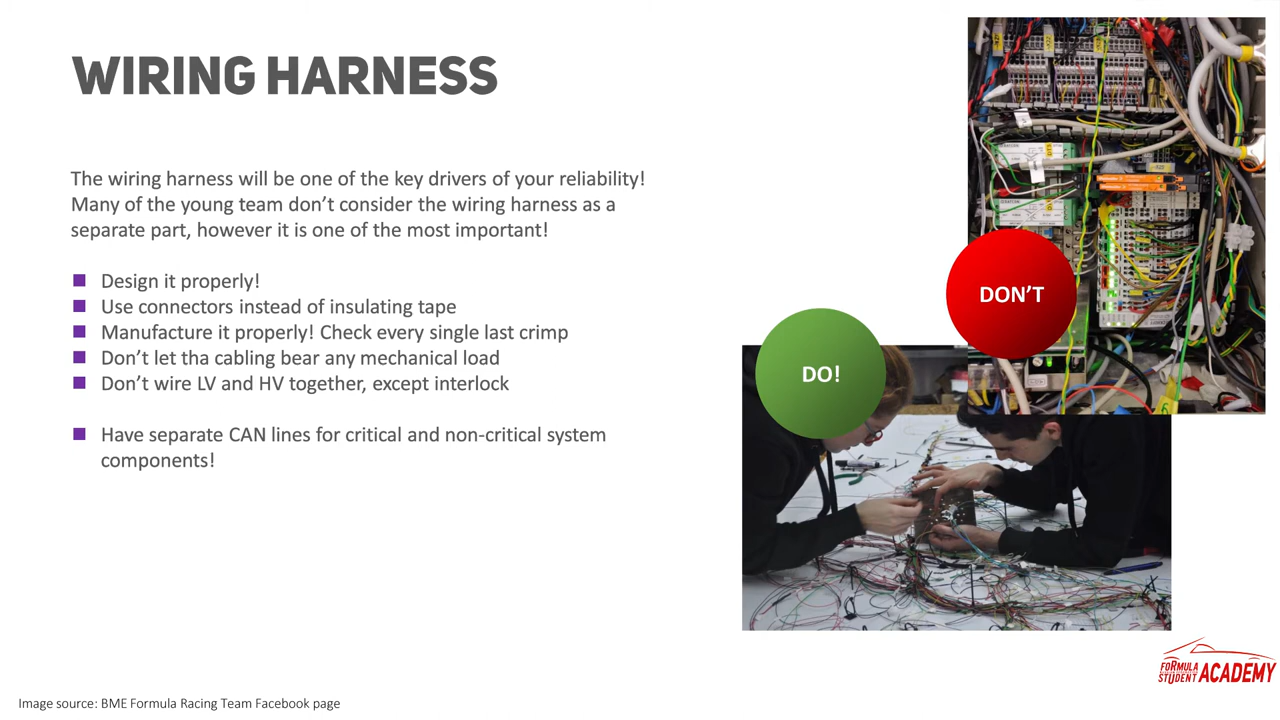 WIRING HARNESS
The wiring harness will be one of the key drivers of your reliability!
Many of the young team don’t consider the wiring harness as a
separate part, however it is one of the most important!
Design it properly!
Use connectors instead of insulating tape
Manufacture it properly! Check every single last crimp
Don’t let tha cabling bear any mechanical load
Don’t wire LV and HV together, except interlock
Have separate CAN lines for critical and non-critical system
components!
DON’T
DO!
FORMULA
STUDENT ACADEMY
Image source: BME Formula Racing Team Facebook page